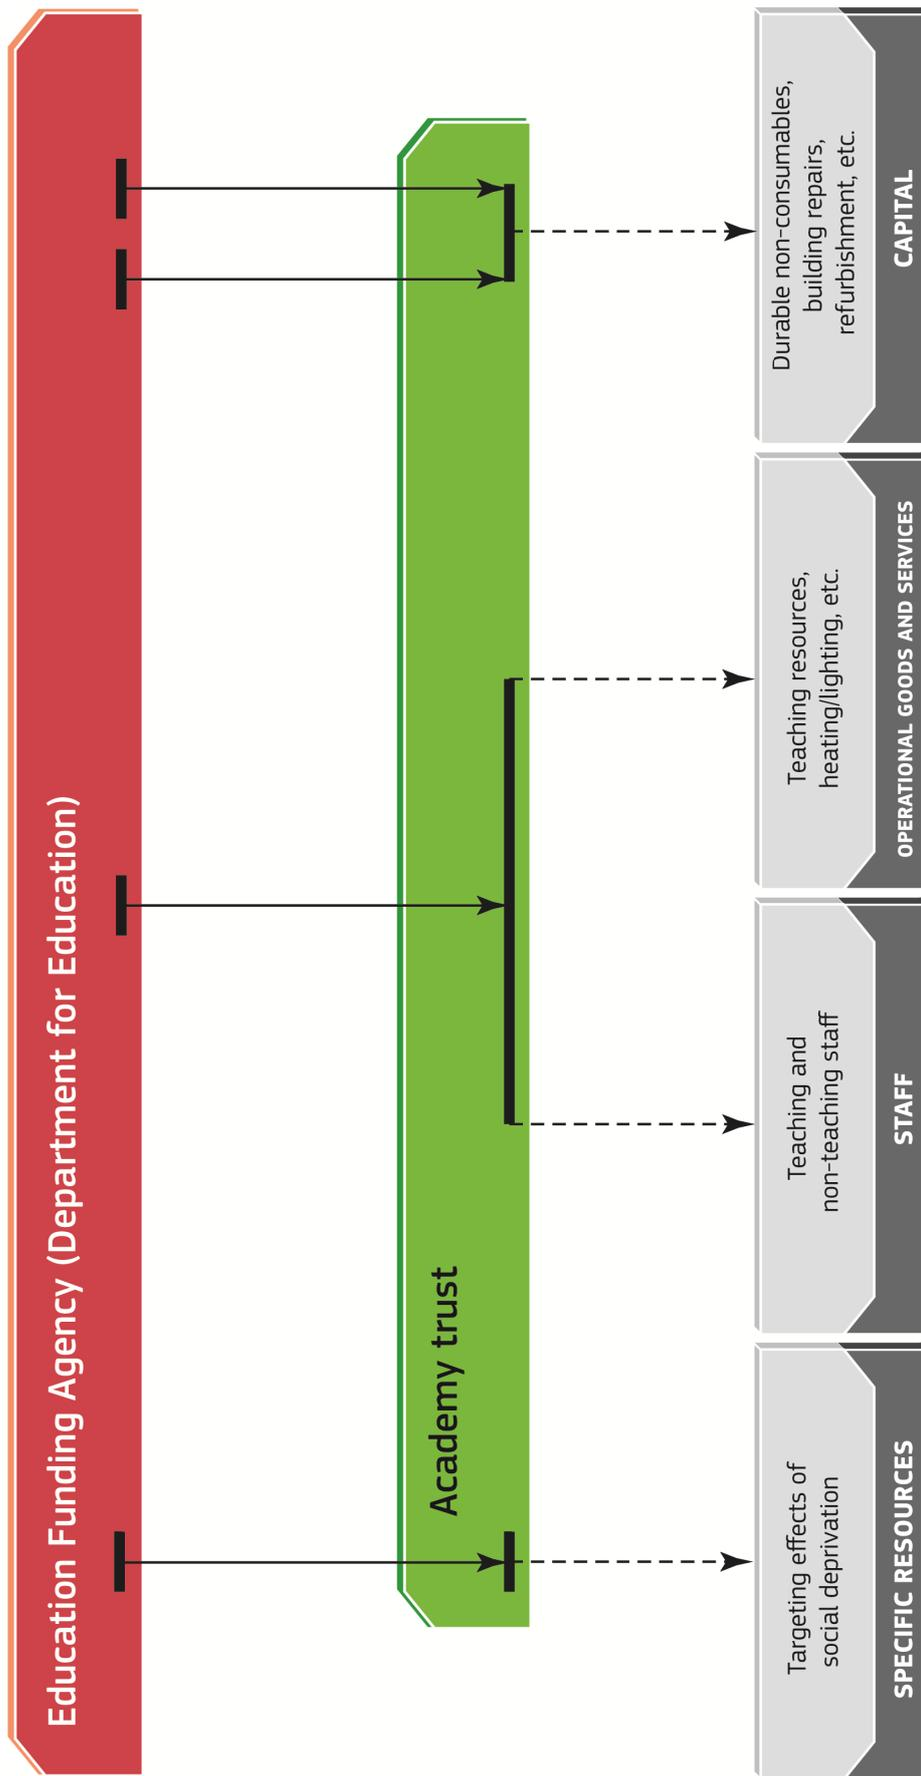 Education Funding Agency (Department for Education)
Academy trust
Targeting effects of
social deprivation
SPECIFIC RESOURCES
Teaching and
non-teaching staff
STAFF
Teaching resources,
heating/lighting, etc.
OPERATIONAL GOODS AND SERVICES
Durable non-consumables,
building repairs,
refurbishment, etc.
CAPITAL